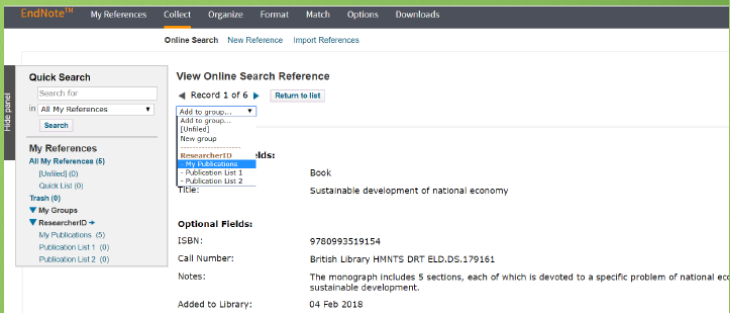 EndNote™ My References Collect Organize Format Match Options Downloads
Online Search New Reference Import References
Hide panel
Quick Search
Search for
in All My References
Search
My References
All My References (5)
[Unfiled] (0)
Quick List (0)
Trash (0)
My Groups
ResearcherID
My Publications (5)
Publication List 1 (0)
Publication List 2 (0)
View Online Search Reference
Record 1 of 6 Return to list
Add to group...
Add to group...
[Unfiled]
New group
--------------------
ResearcherID
- My Publications
- Publication List 1
- Publication List 2
Book
Title: Sustainable development of national economy
Optional Fields:
ISBN: 9780993519154
Call Number: British Library HMNTS DRT ELD.DS.179161
Notes: The monograph includes 5 sections, each of which is devoted to a specific problem of national
sustainable development.
Added to Library: 04 Feb 2018